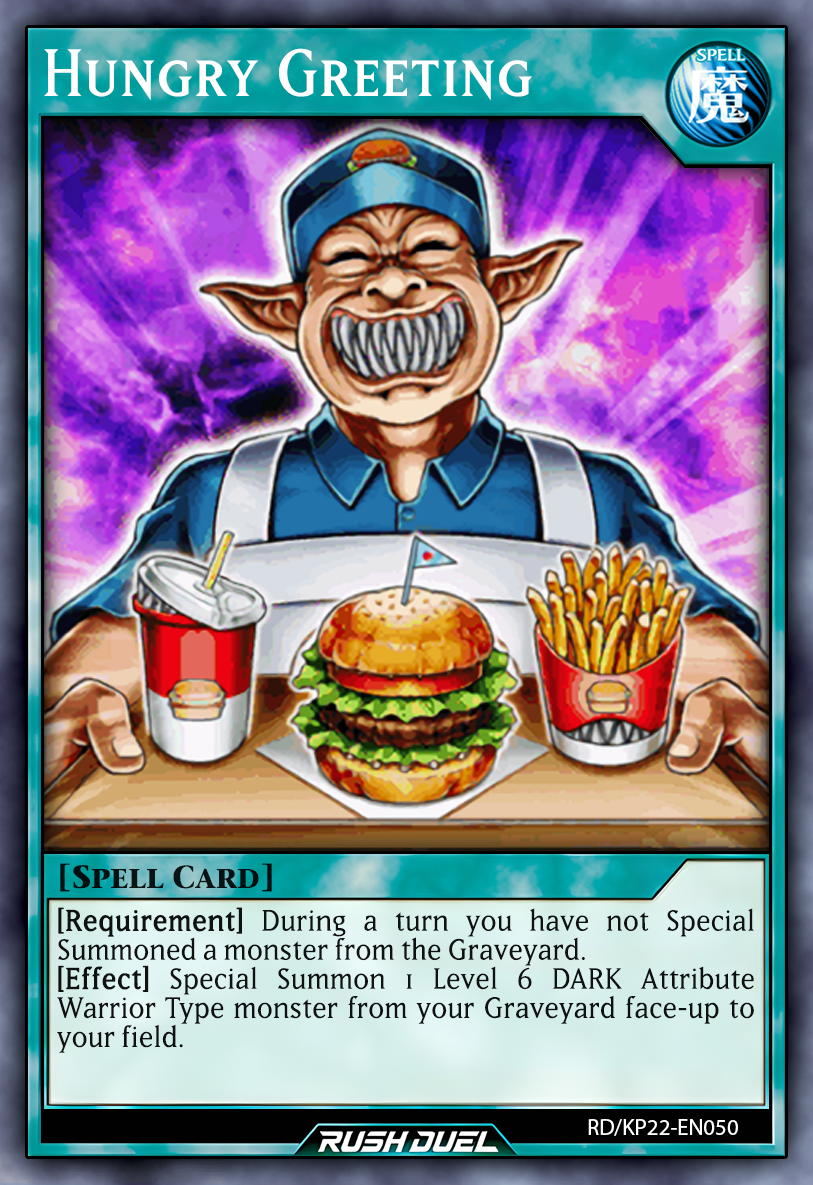 HUNGRY GREETING
SPELL
魔
[SPELL CARD]
[Requirement] During a turn you have not Special
Summoned a monster from the Graveyard.
[Effect] Special Summon 1 Level 6 DARK Attribute
Warrior Type monster from your Graveyard face-up to
your field.
RD/KP22-EN050
RUSH DUEL